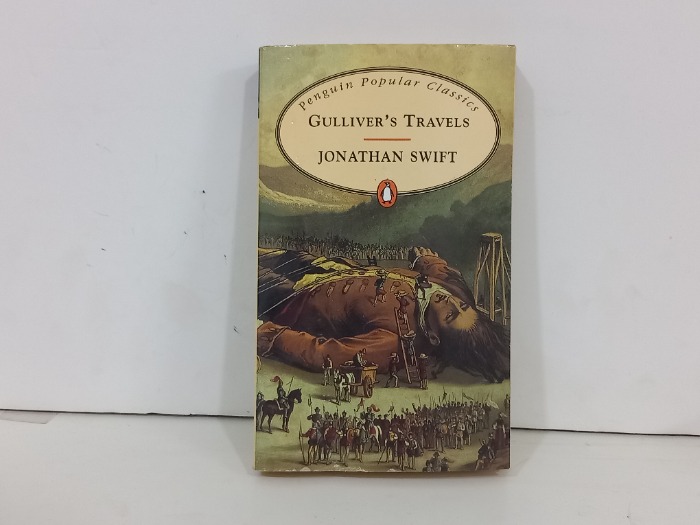 Penguin Popular Classics
GULLIVER'S TRAVELS
JONATHAN SWIFT